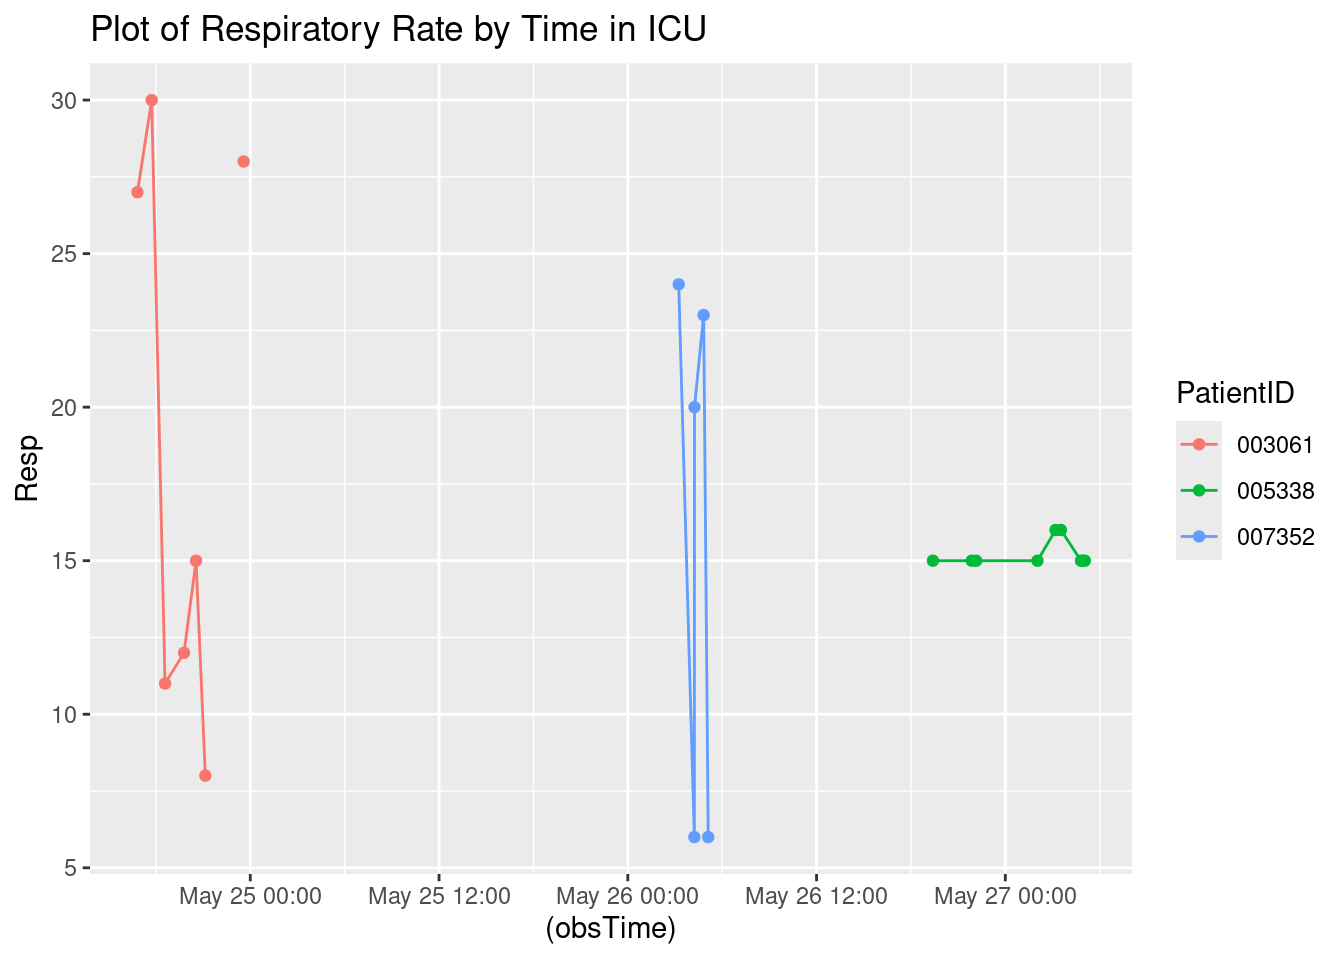 Plot of Respiratory Rate by Time in ICU
30
25
20
15
10
5
Resp
May 25 00:00
May 25 12:00
May 26 00:00
May 26 12:00
May 27 00:00
(obsTime)
PatientID
003061
005338
007352